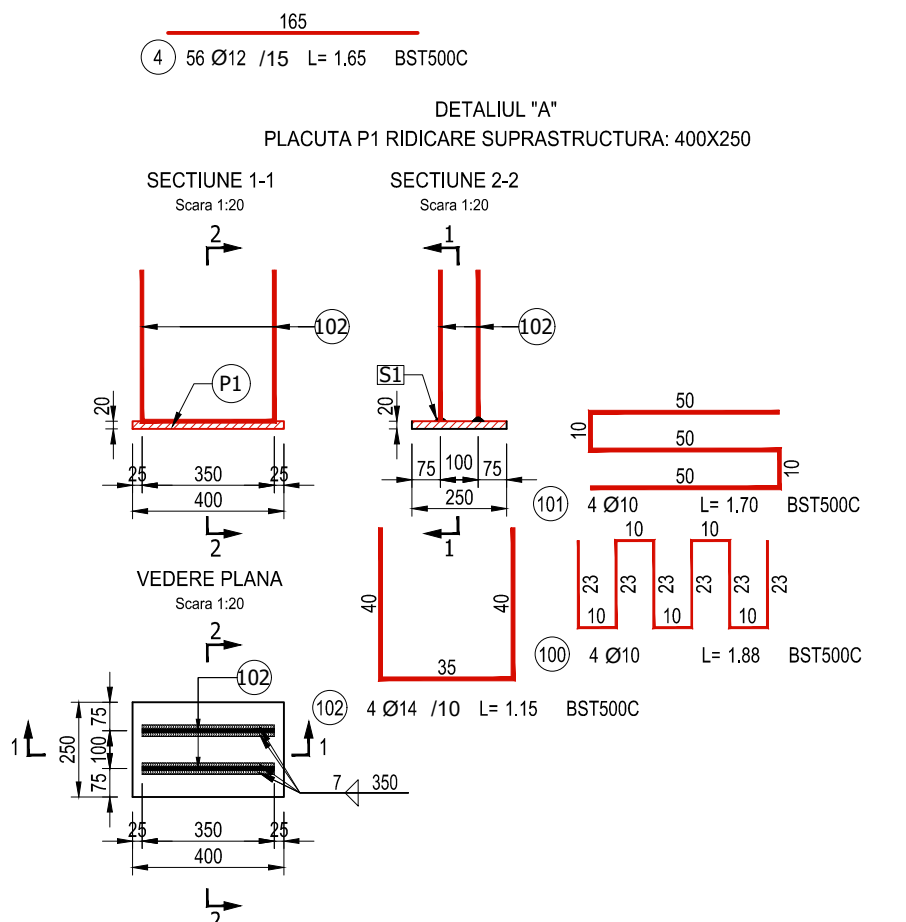 165
4 56 Ø12 /15 L= 1.65 BST500C
DETALIUL "A"
PLACUTA P1 RIDICARE SUPRASTRUCTURA: 400X250
SECTIUNE 1-1
Scara 1:20
2
102
P1
20
25 350 25
400
2
SECTIUNE 2-2
Scara 1:20
1
102
S1
20
75 100 75
250
1
50
10
50
10
50
101 4 Ø10 L= 1.70 BST500C
10 10
23 23 23 23 23 23
10 10 10
100 4 Ø10 L= 1.88 BST500C
40 40
35
102 4 Ø14 /10 L= 1.15 BST500C
VEDERE PLANA
Scara 1:20
2
102
1 1
75
100
75
250
7 350
25 350 25
400
2